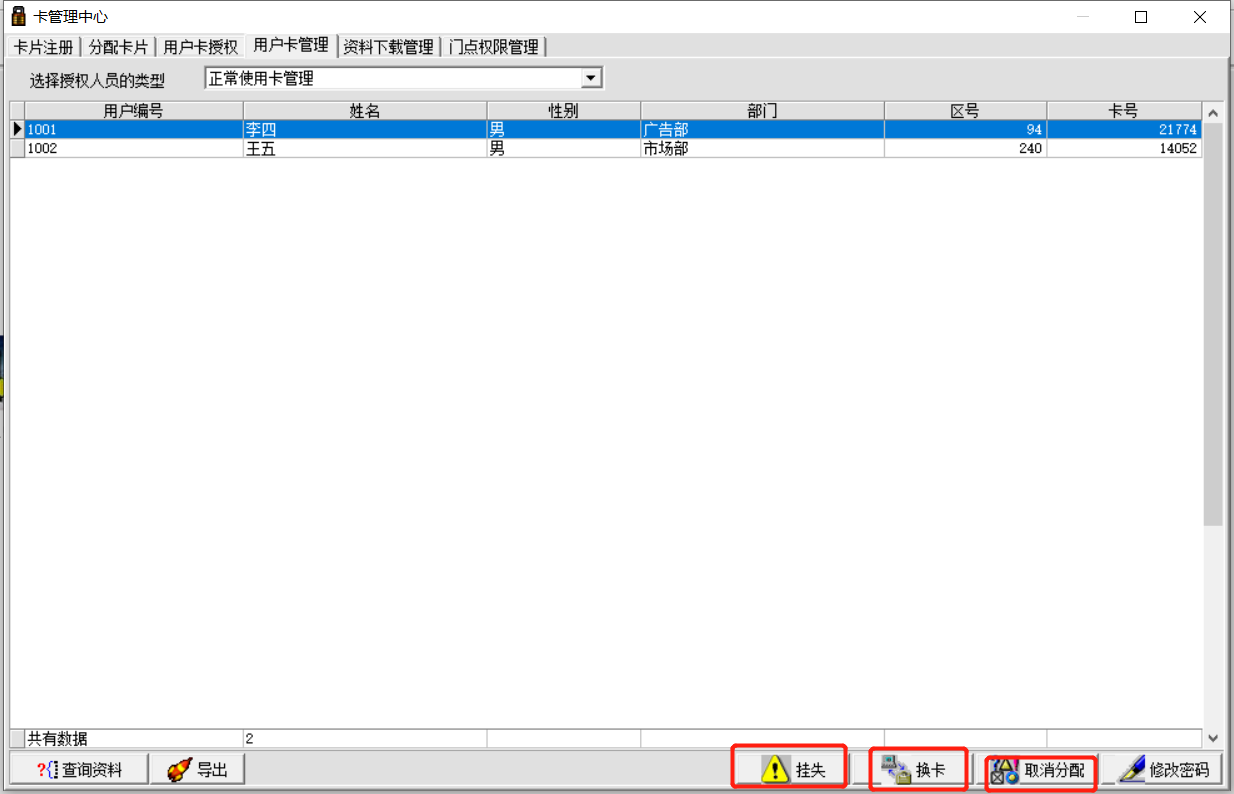 卡管理中心
卡片注册 分配卡片 用户卡授权 用户卡管理 资料下载管理 门点权限管理
选择授权人员的类型 正常使用卡管理
用户编号 姓名 性别 部门 区号 卡号
1001 李四 男 广告部 94 21774
1002 王五 男 市场部 240 14052
共有数据 2
查询资料 导出 挂失 换卡 取消分配 修改密码